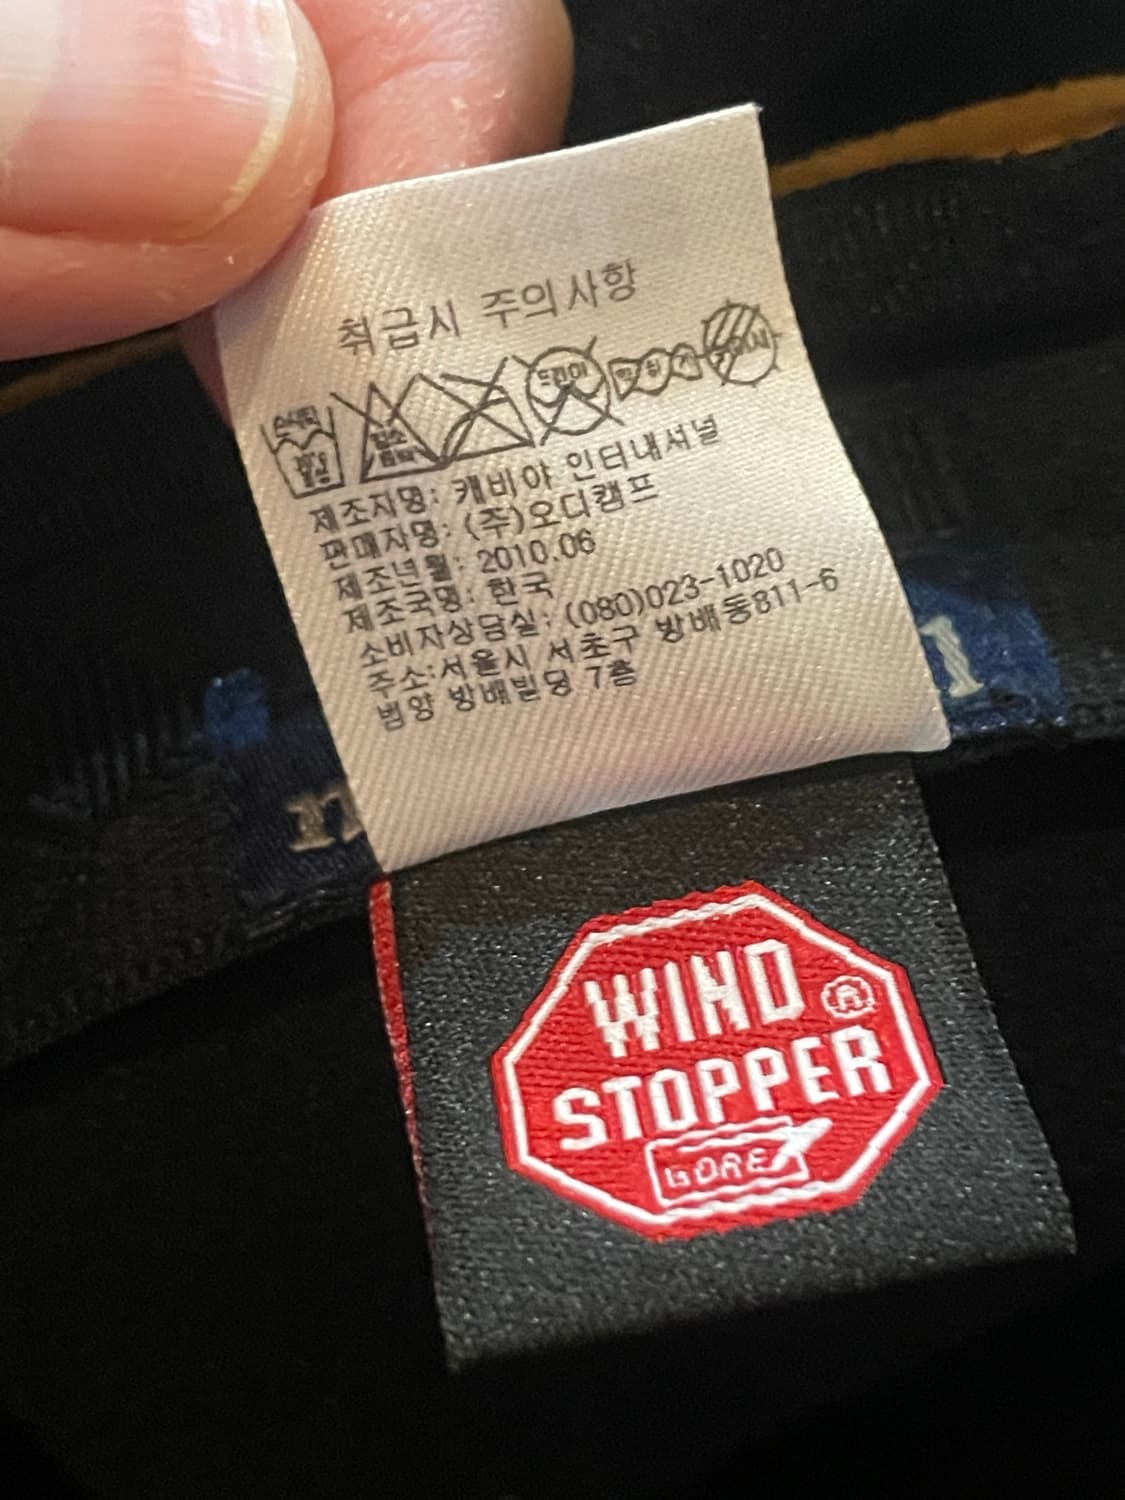 취급시 주의사항
드라이
제조자명: 캐비아 인터내셔널
판매자명: (주)오디캠프
제조년월: 2010.06
제조국명: 한국
소비자상담실: (080)023-1020
주소:서울시 서초구 방배동811-6
범양 방배빌딩 7층
WIND
STOPPER
GORE